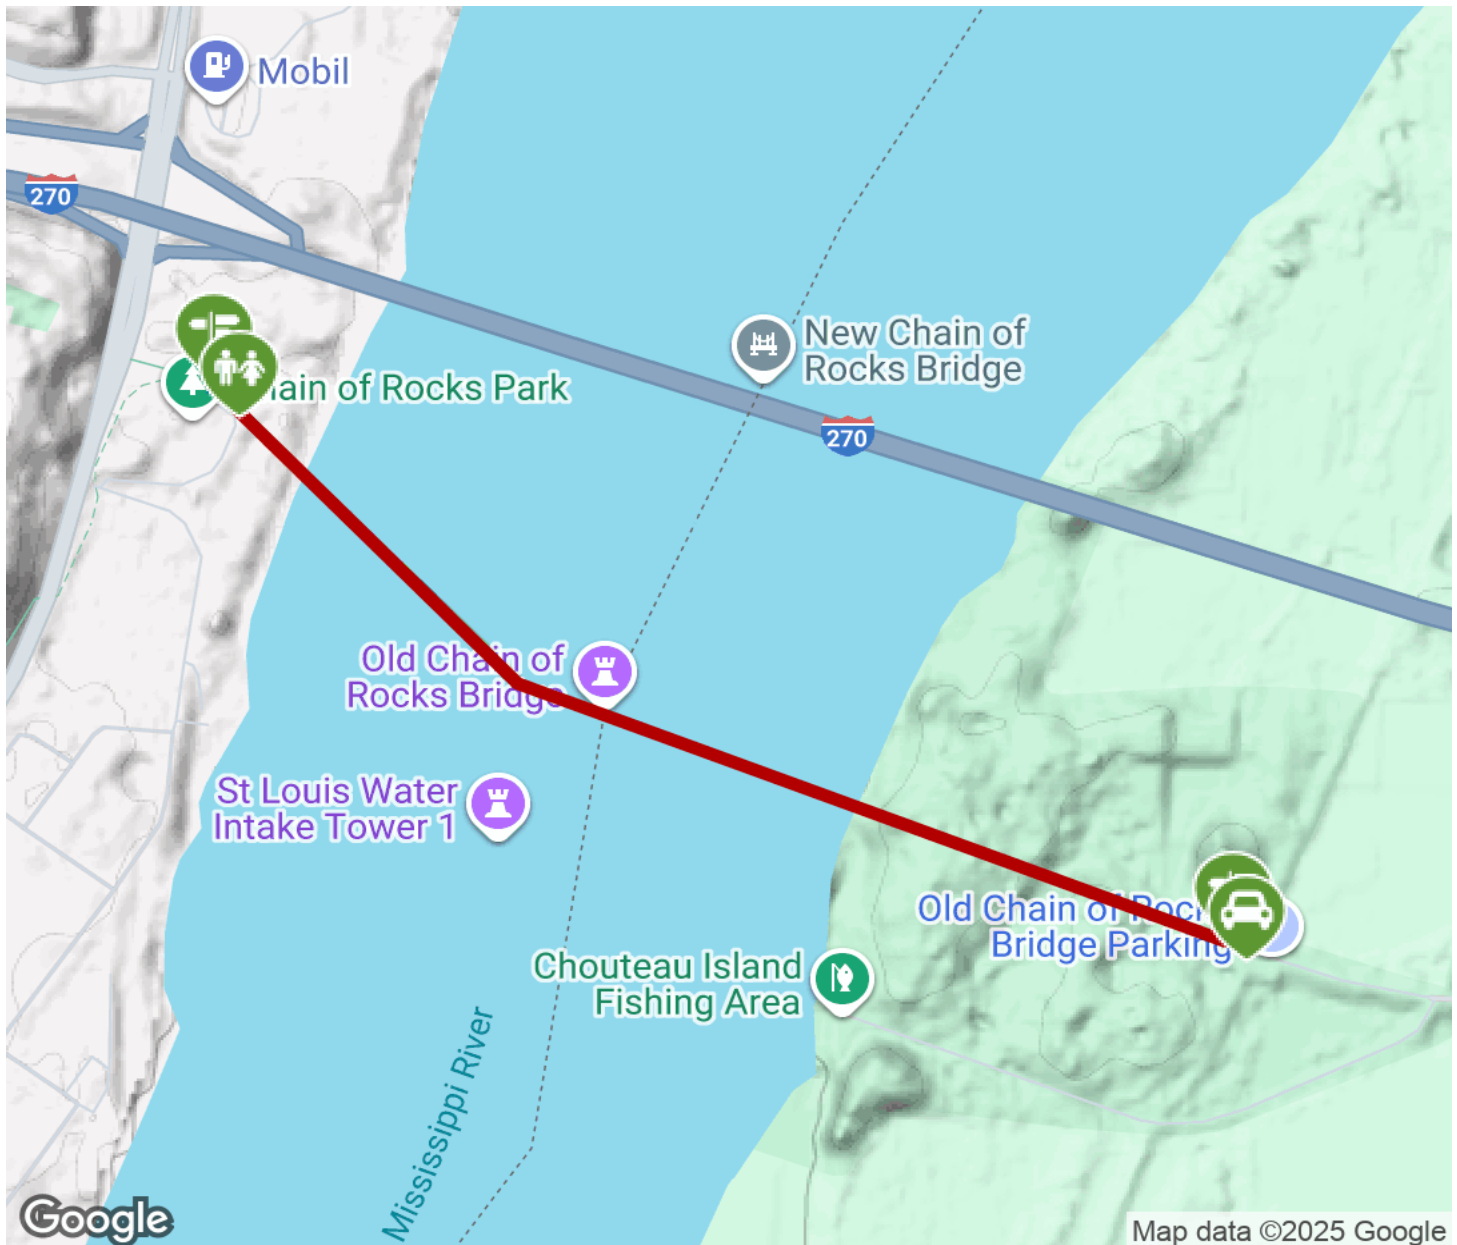 Mobil
270
New Chain of
Rocks Bridge
Chain of Rocks Park
270
Old Chain of
Rocks Bridge
St Louis Water
Intake Tower 1
Old Chain of Rocks
Bridge Parking
Chouteau Island
Fishing Area
Mississippi River
Google
Map data ©2025 Google